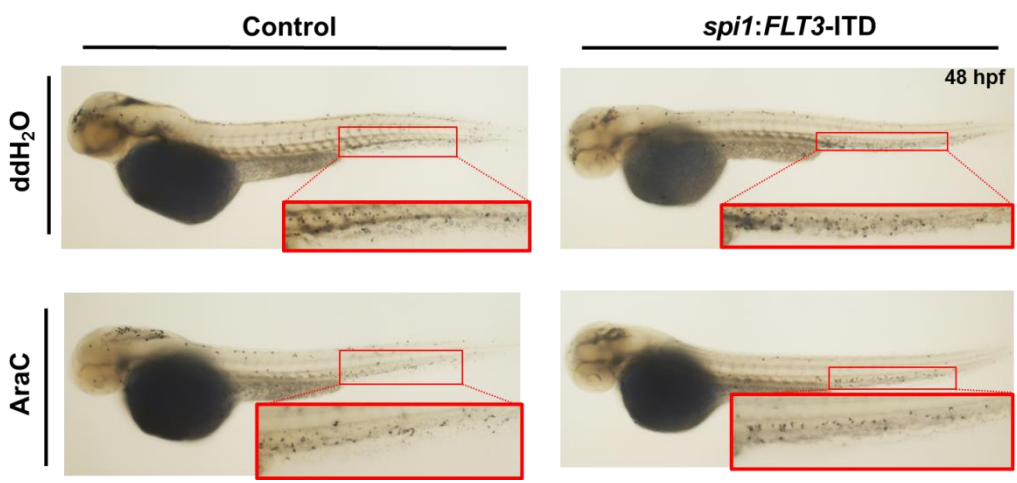 Control
spi1:FLT3-ITD
48 hpf
ddH₂O
AraC